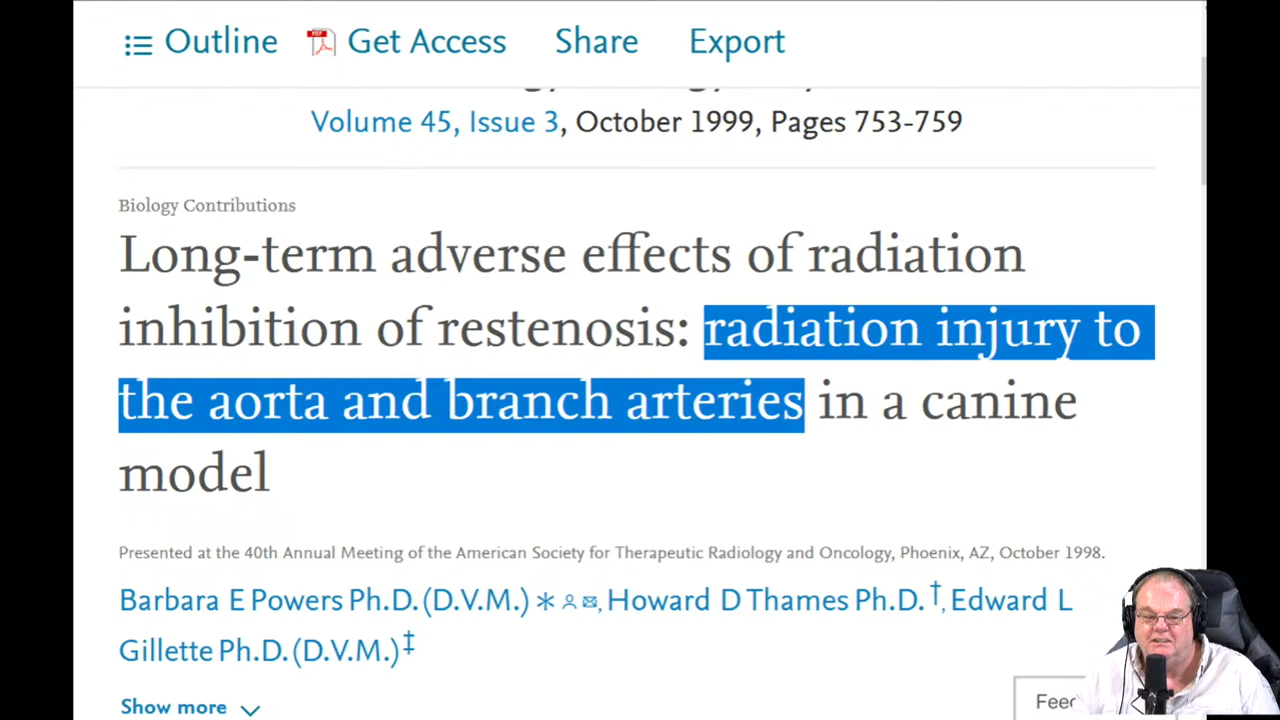 Outline Get Access Share Export
Volume 45, Issue 3, October 1999, Pages 753-759
Biology Contributions
Long-term adverse effects of radiation
inhibition of restenosis: radiation injury to
the aorta and branch arteries in a canine
model
Presented at the 40th Annual Meeting of the American Society for Therapeutic Radiology and Oncology, Phoenix, AZ, October 1998.
Barbara E Powers Ph.D. (D.V.M.) *, Howard D Thames Ph.D. †, Edward L
Gillette Ph.D. (D.V.M.) ‡
Show more